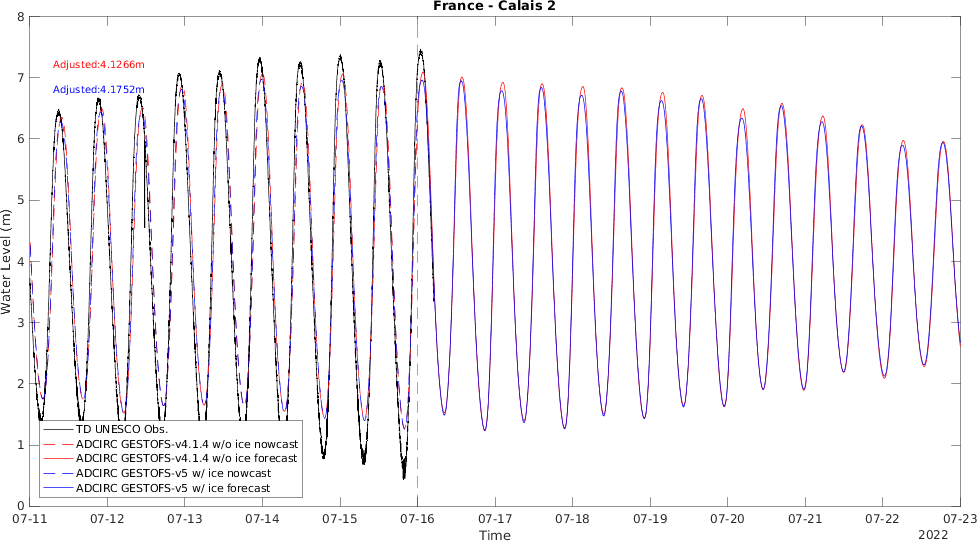 France - Calais 2
8
7
6
5
4
3
2
1
0
Water Level (m)
Adjusted:4.1266m
Adjusted:4.1752m
TD UNESCO Obs.
ADCIRC GESTOFS-v4.1.4 w/o ice nowcast
ADCIRC GESTOFS-v4.1.4 w/o ice forecast
ADCIRC GESTOFS-v5 w/ ice nowcast
ADCIRC GESTOFS-v5 w/ ice forecast
07-11 07-12 07-13 07-14 07-15 07-16 07-17 07-18 07-19 07-20 07-21 07-22 07-23
Time
2022